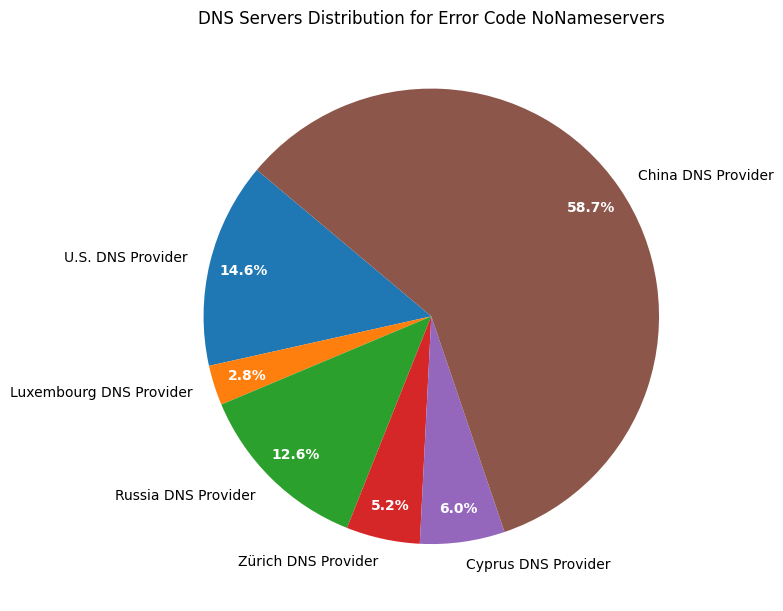 DNS Servers Distribution for Error Code NoNameservers
China DNS Provider
58.7%
U.S. DNS Provider
14.6%
Luxembourg DNS Provider
2.8%
Russia DNS Provider
12.6%
Zürich DNS Provider
5.2%
Cyprus DNS Provider
6.0%